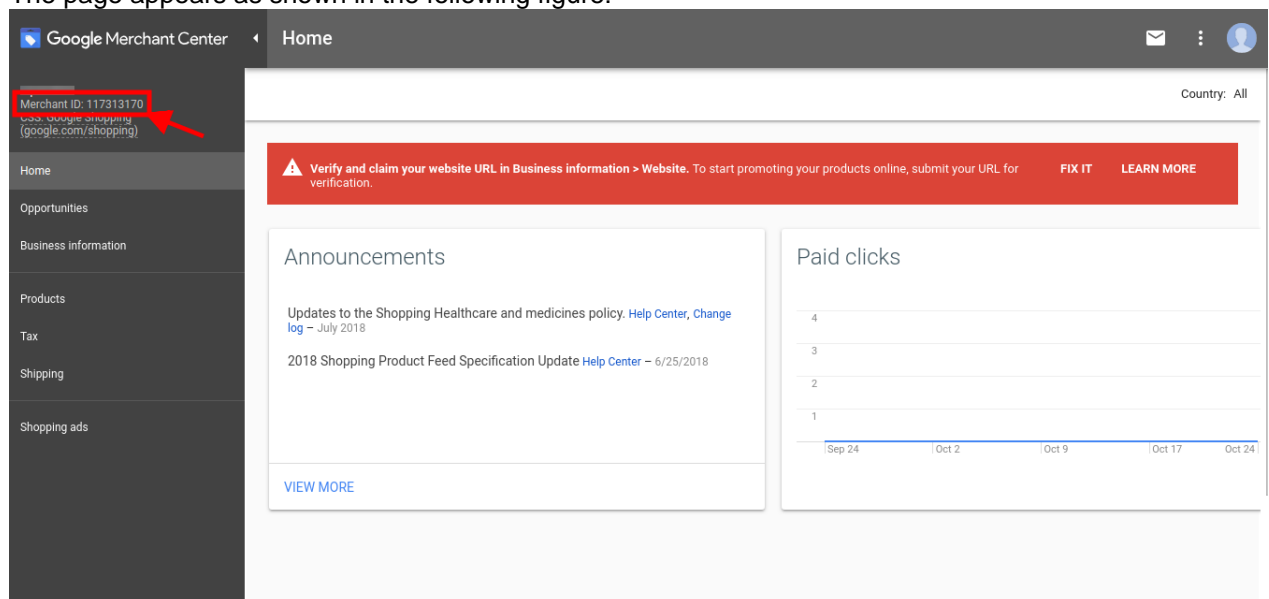 The page appears as shown in the following figure.
Google Merchant Center
Home
Merchant ID: 117313170
CSS: Google Shopping
(google.com/shopping)
Country: All
Home
Opportunities
Business information
Products
Tax
Shipping
Shopping ads
Verify and claim your website URL in Business information > Website. To start promoting your products online, submit your URL for
verification.
FIX IT
LEARN MORE
Announcements
Updates to the Shopping Healthcare and medicines policy. Help Center, Change
log – July 2018
2018 Shopping Product Feed Specification Update Help Center – 6/25/2018
VIEW MORE
Paid clicks
4
3
2
1
Sep 24
Oct 2
Oct 9
Oct 17
Oct 24